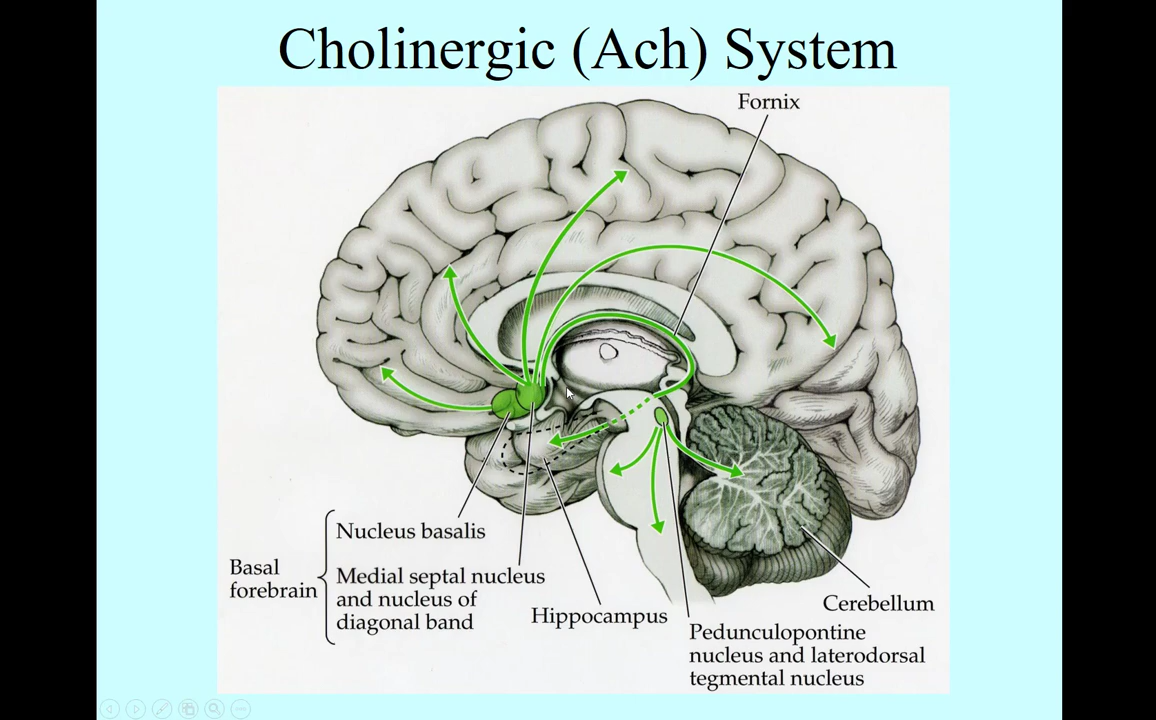 Cholinergic (Ach) System
Fornix
Nucleus basalis
Basal
forebrain
Medial septal nucleus
and nucleus of
diagonal band
Hippocampus
Cerebellum
Pedunculopontine
nucleus and laterodorsal
tegmental nucleus